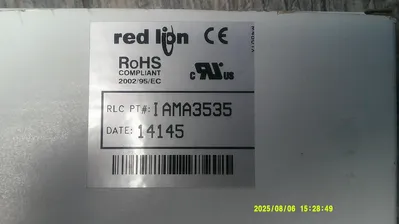 red lion CE
RoHS
COMPLIANT
2002/95/EC
c RU us
RLC PT#: IAMA3535
DATE: 14145
2025/08/06 15:28:49